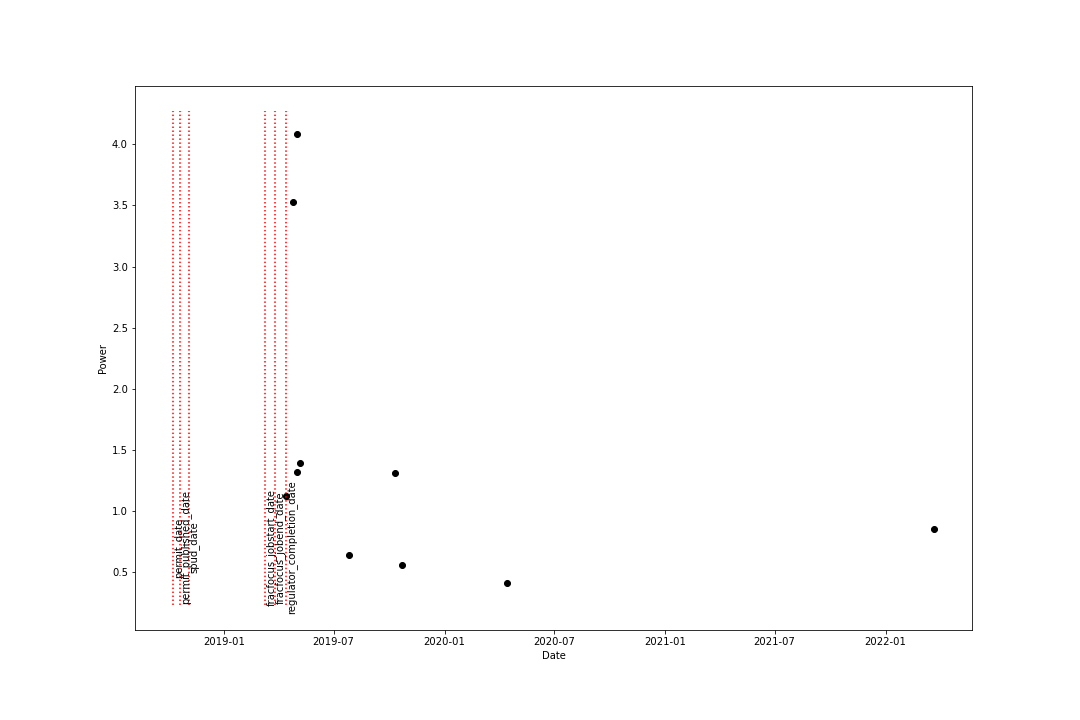 4.0
3.5
3.0
2.5
2.0
1.5
1.0
0.5
Power
permit_date
permit_published_date
spud_date
fracfocus_jobstart_date
fracfocus_jobend_date
regulator_completion_date
2019-01
2019-07
2020-01
2020-07
2021-01
2021-07
2022-01
Date